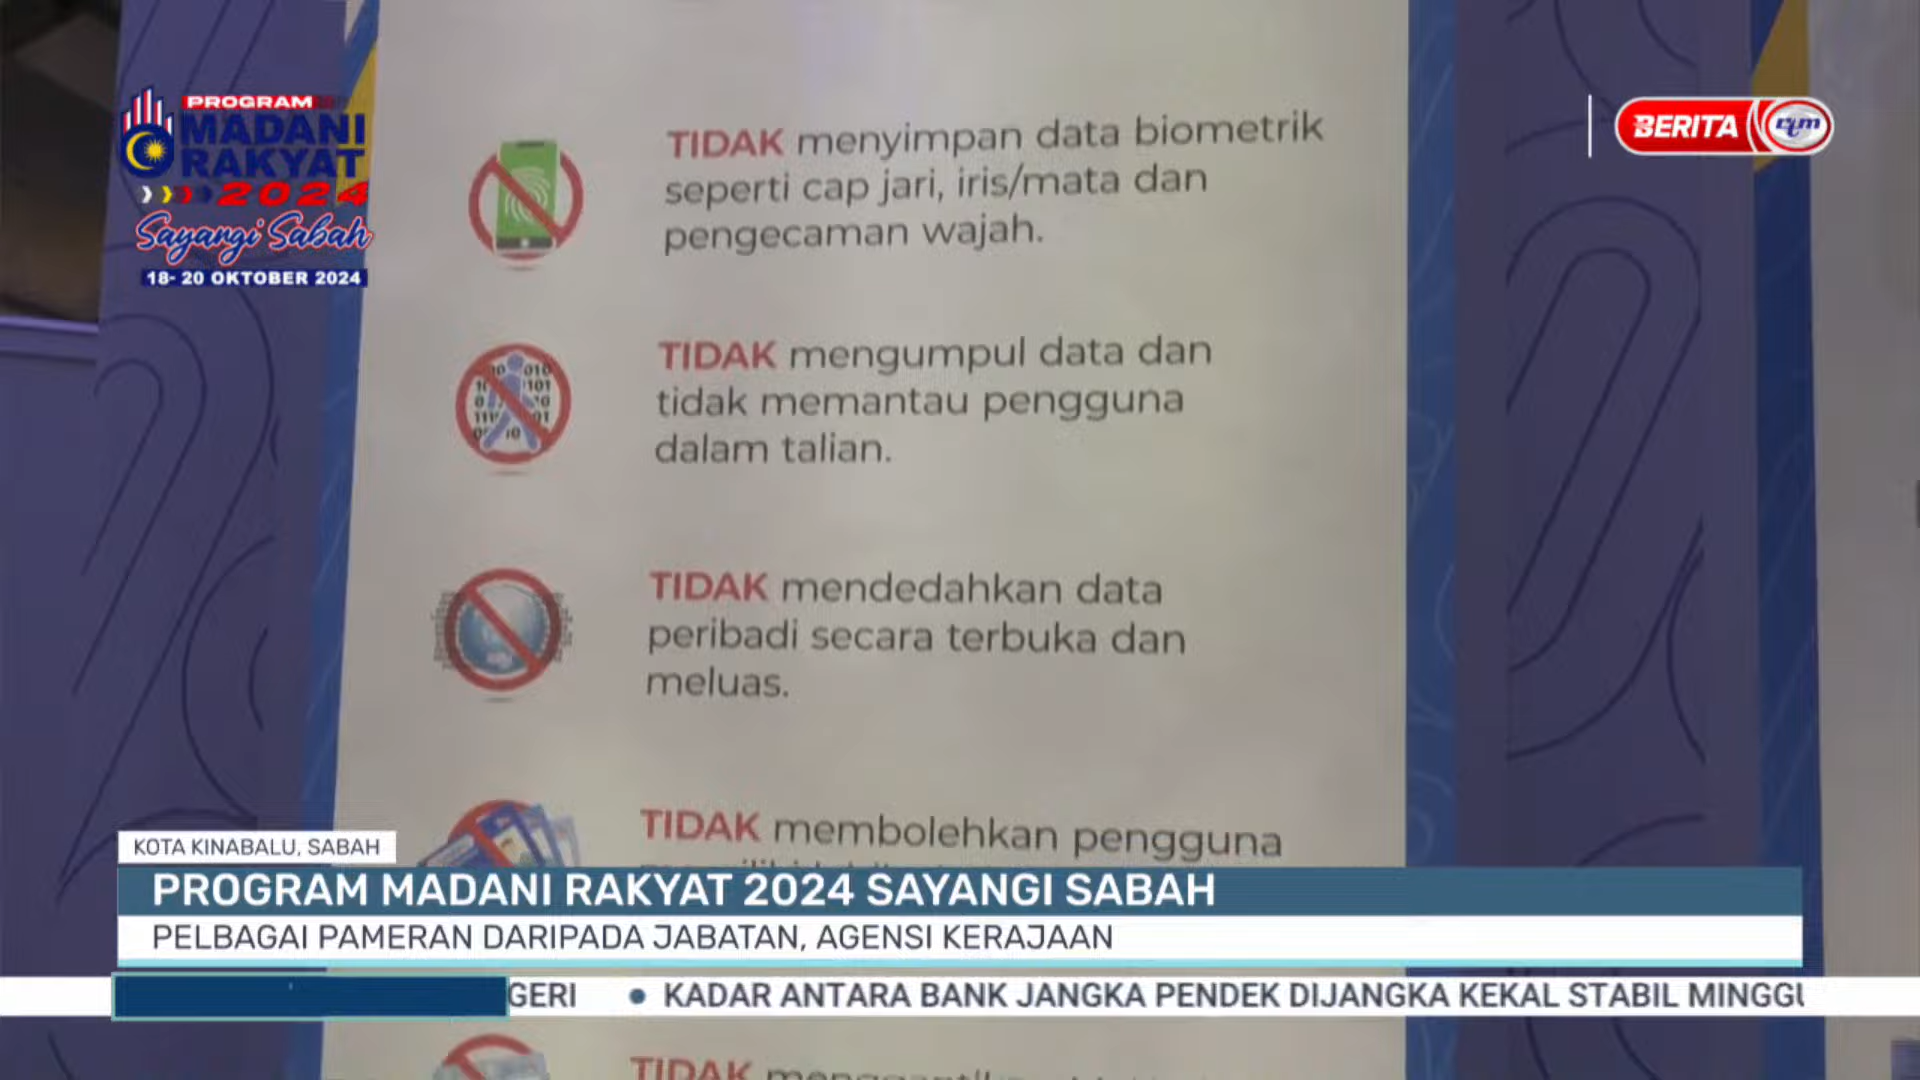 PROGRAM
MADANI
RAKYAT
2024
Sayangi Sabah
18- 20 OKTOBER 2024
BERITA rtm
TIDAK menyimpan data biometrik
seperti cap jari, iris/mata dan
pengecaman wajah.
TIDAK mengumpul data dan
tidak memantau pengguna
dalam talian.
TIDAK mendedahkan data
peribadi secara terbuka dan
meluas.
TIDAK membolehkan pengguna
KOTA KINABALU, SABAH
PROGRAM MADANI RAKYAT 2024 SAYANGI SABAH
PELBAGAI PAMERAN DARIPADA JABATAN, AGENSI KERAJAAN
GERI • KADAR ANTARA BANK JANGKA PENDEK DIJANGKA KEKAL STABIL MINGGU
TIDAK